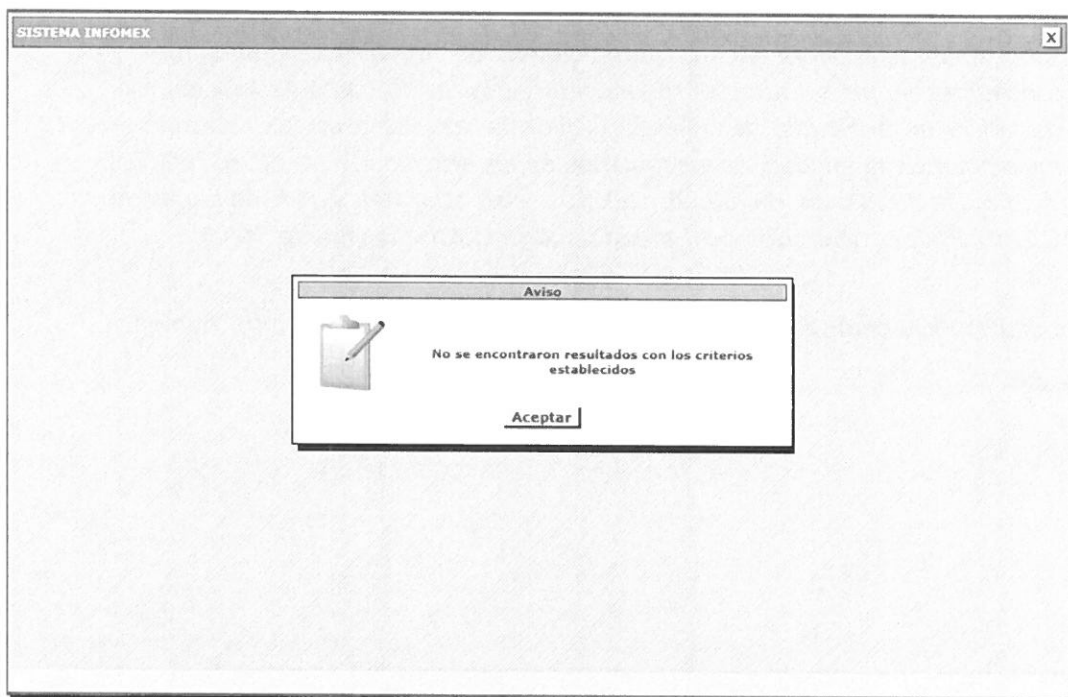 SISTEMA INFOMEX
X
Aviso
No se encontraron resultados con los criterios
establecidos
Aceptar